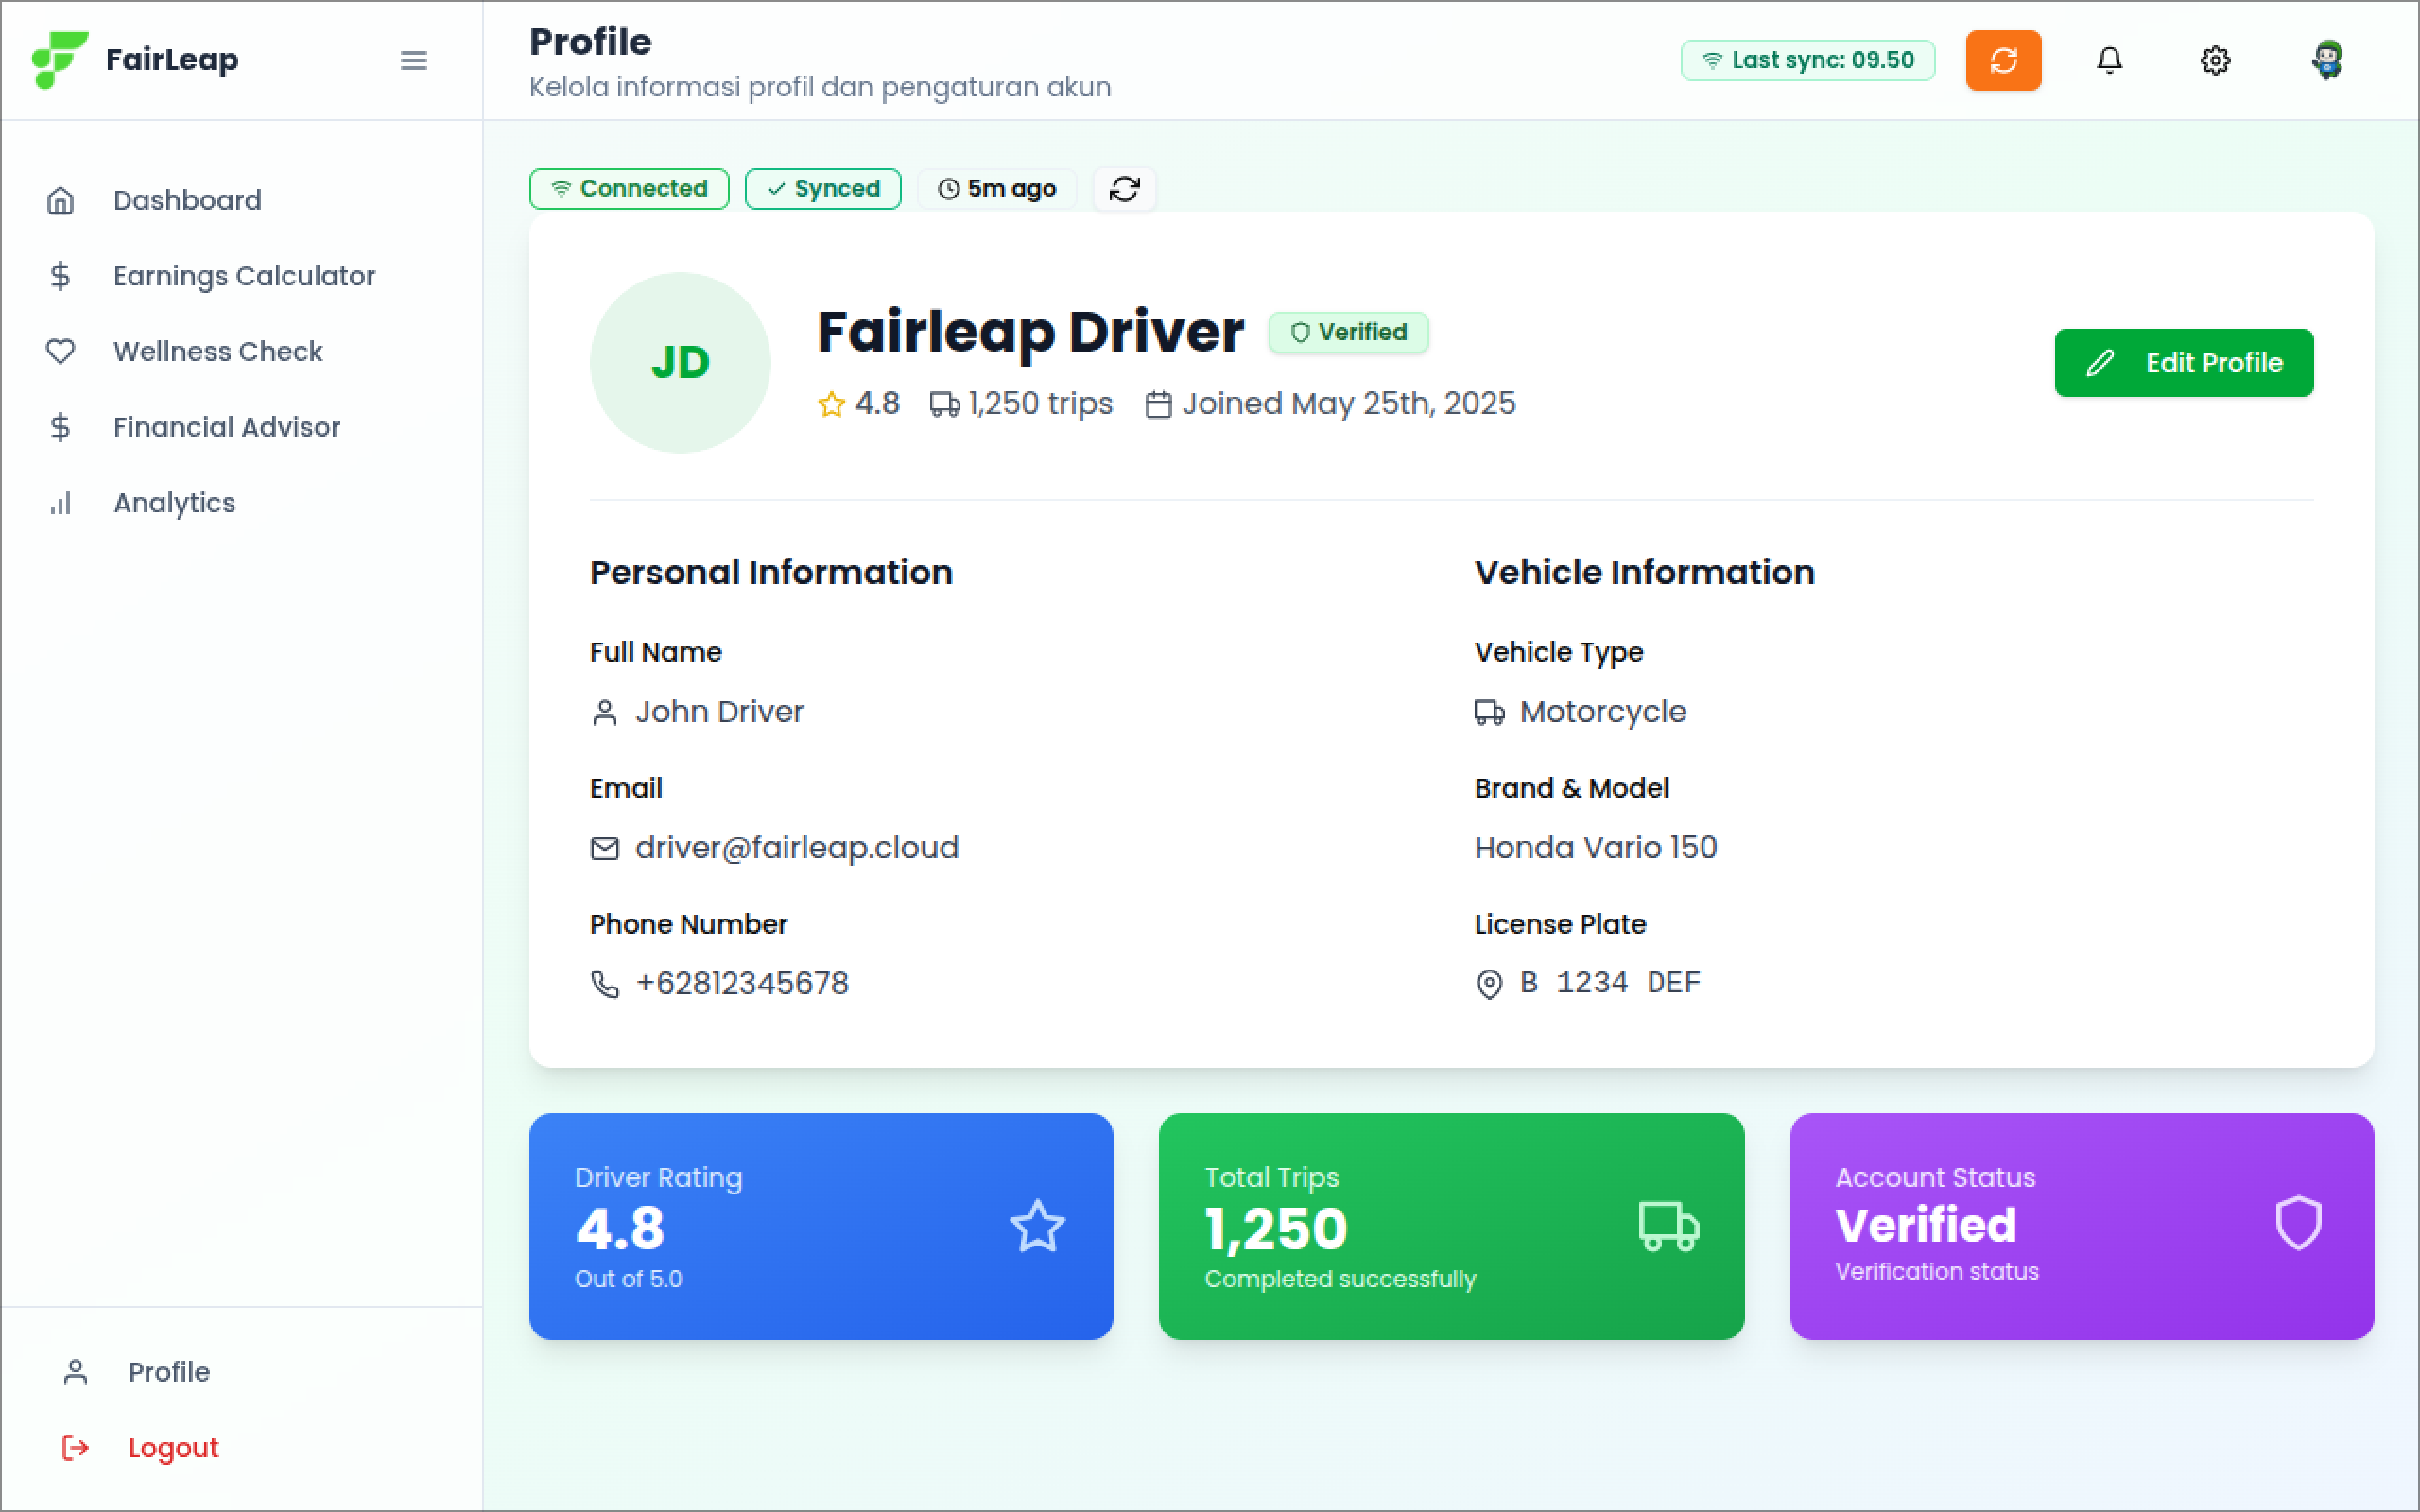 FairLeap
Profile
Kelola informasi profil dan pengaturan akun
Last sync: 09.50
Dashboard
Earnings Calculator
Wellness Check
Financial Advisor
Analytics
Profile
Logout
Connected
Synced
5m ago
JD
Fairleap Driver
Verified
4.8
1,250 trips
Joined May 25th, 2025
Edit Profile
Personal Information
Full Name
John Driver
Email
driver@fairleap.cloud
Phone Number
+62812345678
Vehicle Information
Vehicle Type
Motorcycle
Brand & Model
Honda Vario 150
License Plate
B 1234 DEF
Driver Rating
4.8
Out of 5.0
Total Trips
1,250
Completed successfully
Account Status
Verified
Verification status